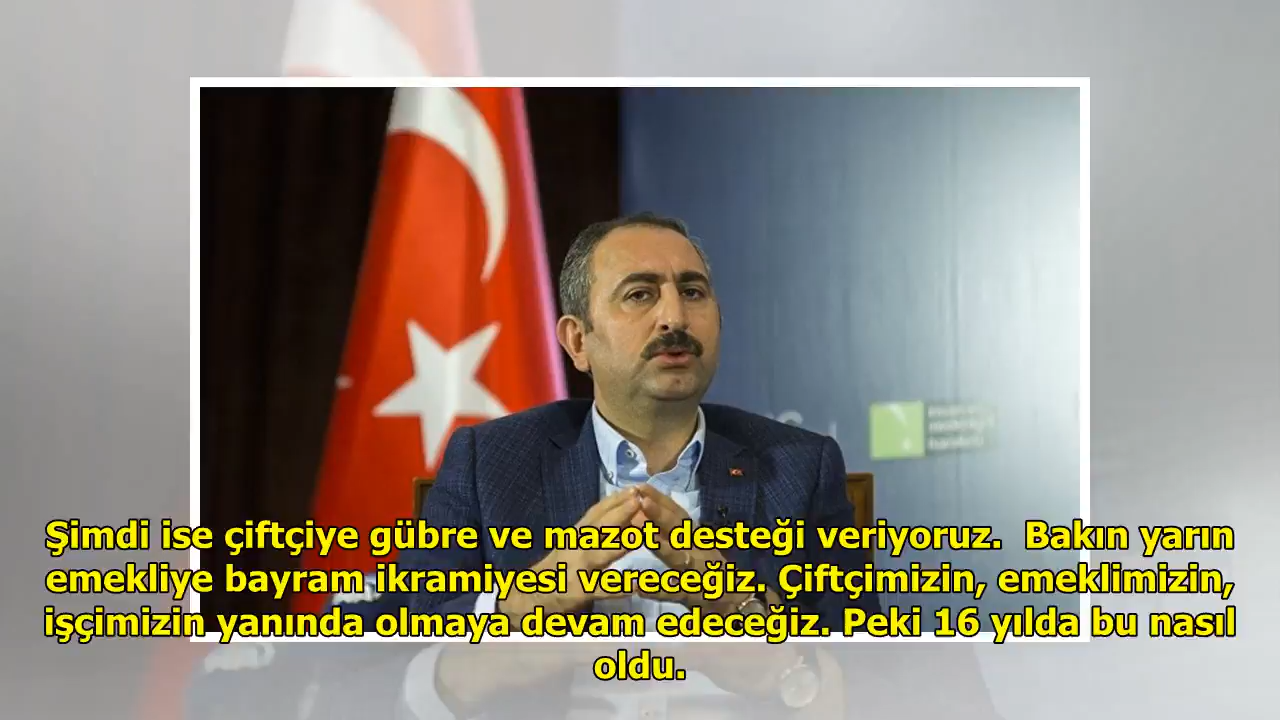 Şimdi ise çiftçiye gübre ve mazot desteği veriyoruz.  Bakın yarın
emekliye bayram ikramiyesi vereceğiz. Çiftçimizin, emeklimizin,
işçimizin yanında olmaya devam edeceğiz. Peki 16 yılda bu nasıl
oldu.